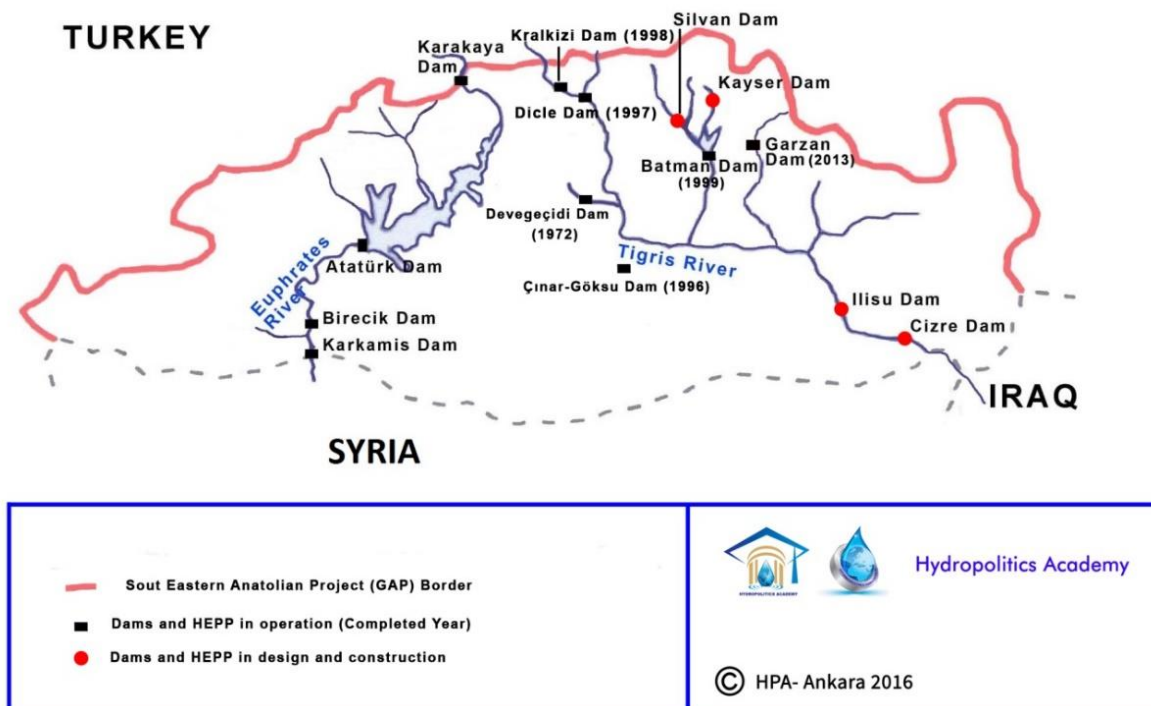 TURKEY
Silvan Dam
Kralkizi Dam (1998)
Karakaya
Dam
Kayser Dam
Dicle Dam (1997)
Garzan
Dam (2013)
Batman Dam
(1999)
Devegeçidi Dam
(1972)
Tigris River
Atatürk Dam
Çınar-Göksu Dam (1996)
Euphrates
River
Ilisu Dam
Birecik Dam
Cizre Dam
Karkamis Dam
IRAQ
SYRIA
Sout Eastern Anatolian Project (GAP) Border
Dams and HEPP in operation (Completed Year)
Dams and HEPP in design and construction
HYDROPOLITICS ACADEMY
Hydropolitics Academy
© HPA- Ankara 2016